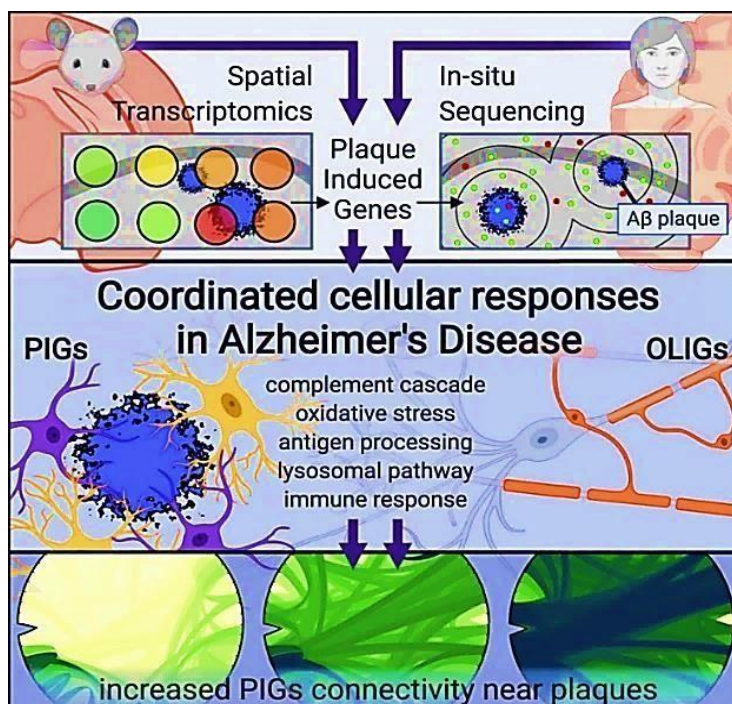 Spatial
Transcriptomics
In-situ
Sequencing
Plaque
Induced
Genes
Aβ plaque
Coordinated cellular responses
in Alzheimer's Disease
PIGs
OLIGs
complement cascade
oxidative stress
antigen processing
lysosomal pathway
immune response
increased PIGs connectivity near plaques